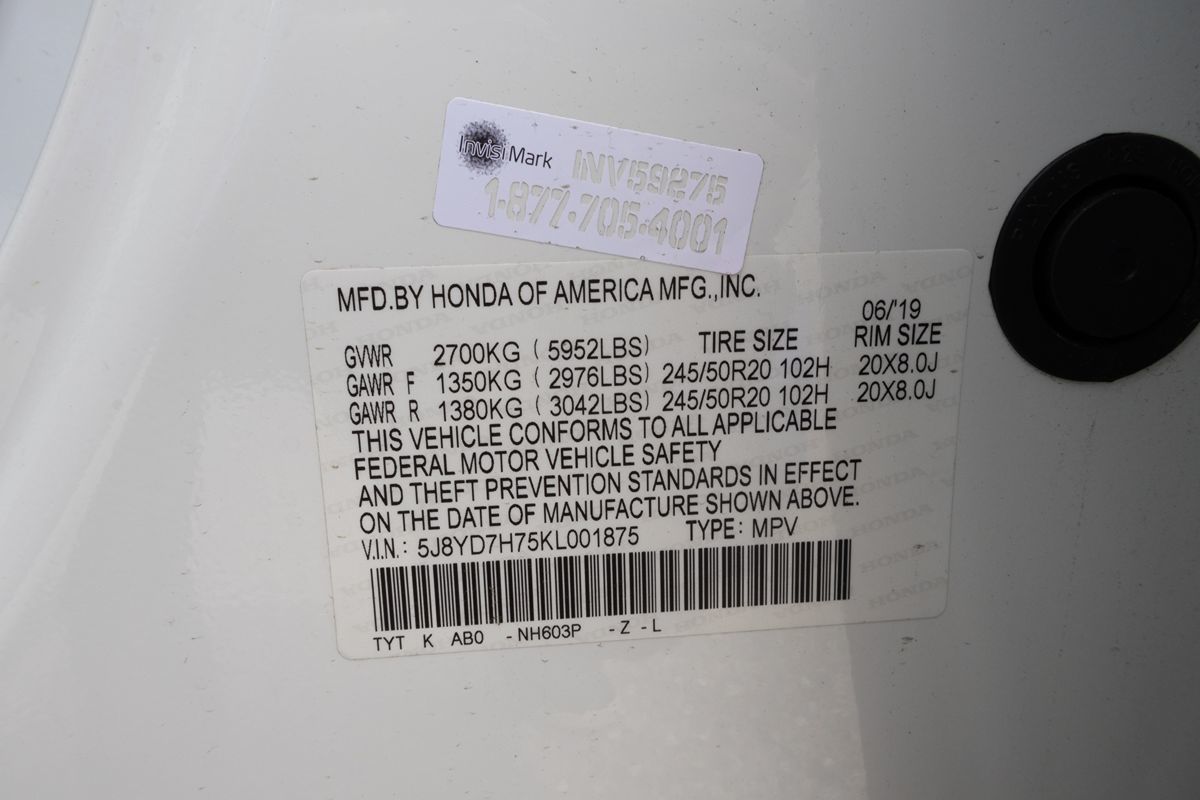 InvisiMark INV59275
1-877-705-4001
MFD.BY HONDA OF AMERICA MFG.,INC.
06/'19
GVWR 2700KG ( 5952LBS) TIRE SIZE RIM SIZE
GAWR F 1350KG ( 2976LBS) 245/50R20 102H 20X8.0J
GAWR R 1380KG ( 3042LBS) 245/50R20 102H 20X8.0J
THIS VEHICLE CONFORMS TO ALL APPLICABLE
FEDERAL MOTOR VEHICLE SAFETY
AND THEFT PREVENTION STANDARDS IN EFFECT
ON THE DATE OF MANUFACTURE SHOWN ABOVE.
V.I.N.: 5J8YD7H75KL001875 TYPE: MPV
TYT K AB0 -NH603P -Z -L